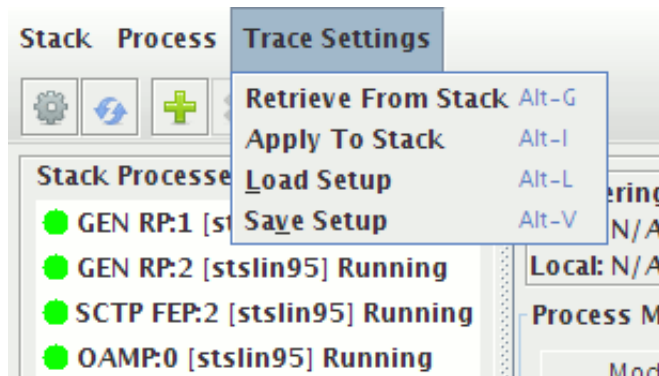 Stack Process Trace Settings
Retrieve From Stack Alt-G
Apply To Stack Alt-I
Load Setup Alt-L
Save Setup Alt-V
Stack
GEN RP:1
GEN RP:2 [stslin95] Running
SCTP FEP:2 [stslin95] Running
OAMP:0 [stslin95] Running
N/A
Local: N/A
Process